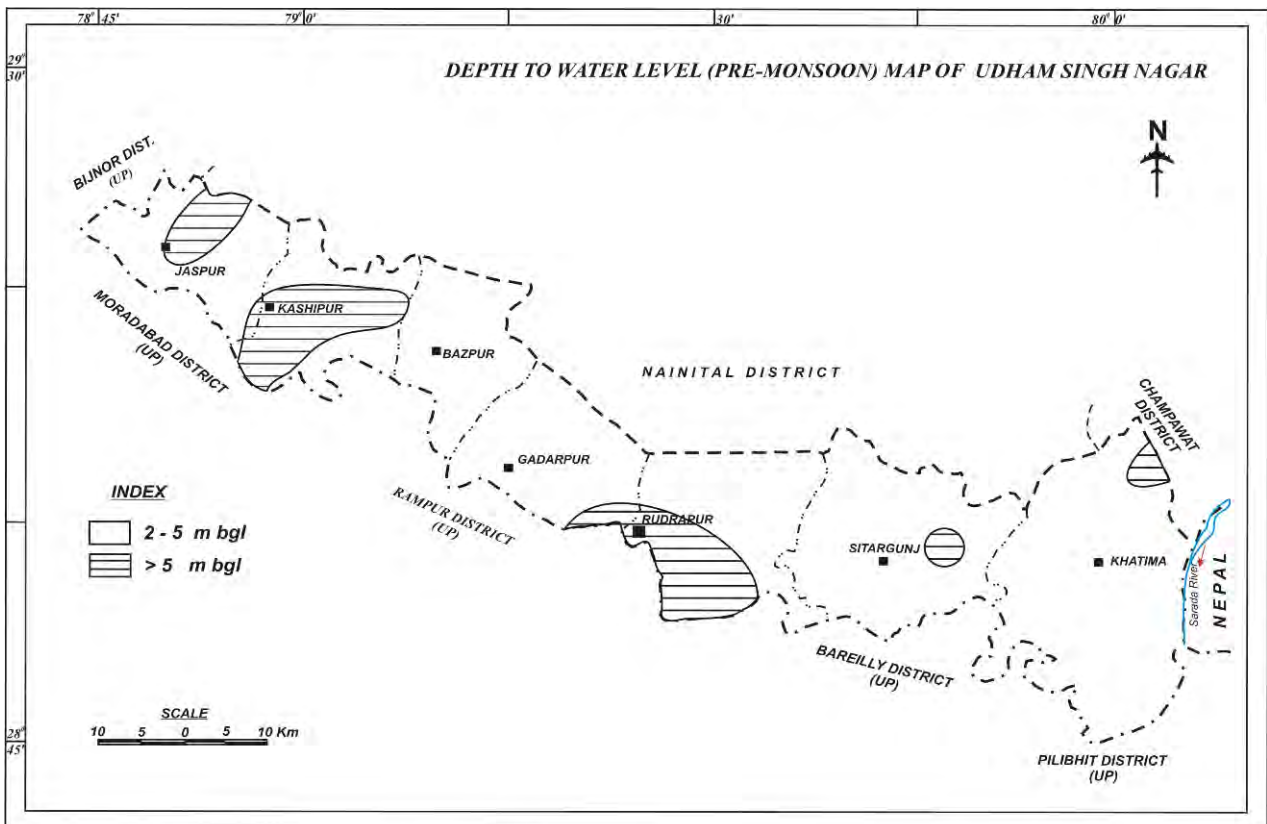 78° 45'
79° 0'
30'
80° 0'
29°
30'
DEPTH TO WATER LEVEL (PRE-MONSOON) MAP OF UDHAM SINGH NAGAR
N
BIJNOR DIST.
(UP)
JASPUR
MORADABAD DISTRICT
(UP)
KASHIPUR
BAZPUR
NAINITAL DISTRICT
CHAMPAWAT
DISTRICT
GADARPUR
RAMPUR DISTRICT
(UP)
INDEX
2 - 5 m bgl
> 5 m bgl
RUDRAPUR
SITARGUNJ
KHATIMA
Sarada River
NEPAL
BAREILLY DISTRICT
(UP)
SCALE
10 5 0 5 10 Km
28°
45'
PILIBHIT DISTRICT
(UP)